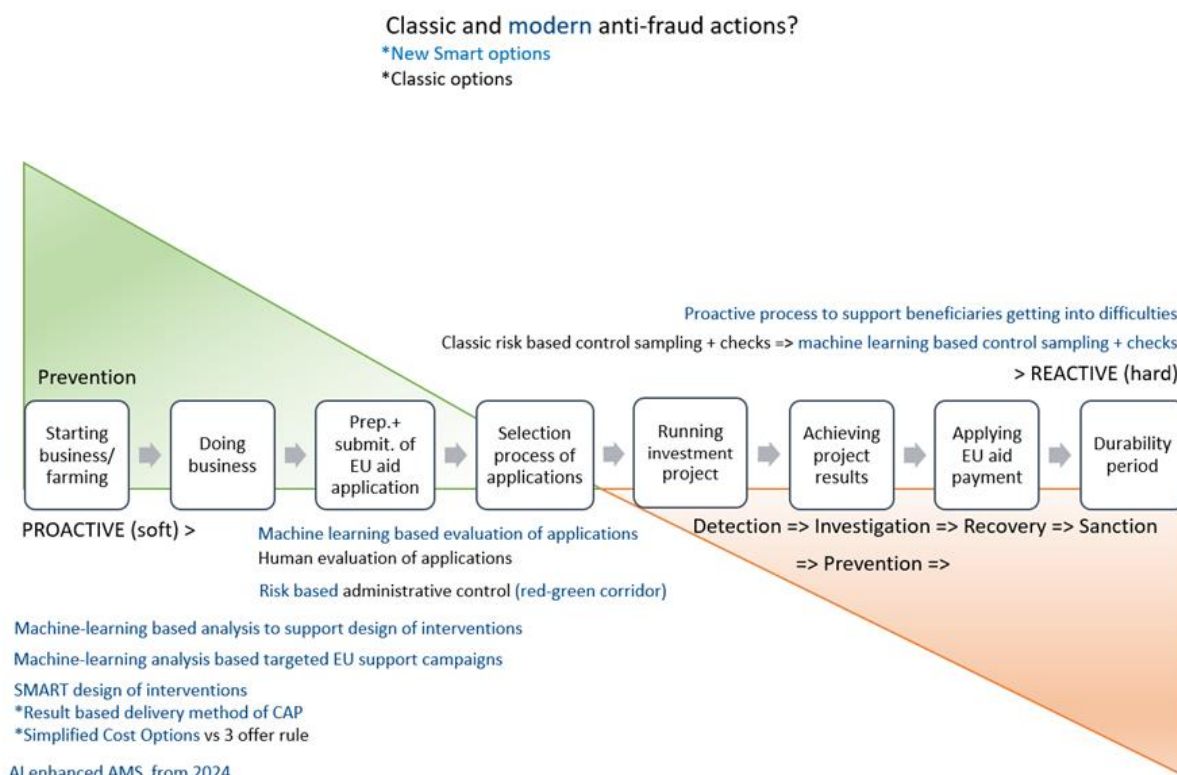 Classic and modern anti-fraud actions?
*New Smart options
*Classic options
Proactive process to support beneficiaries getting into difficulties
Classic risk based control sampling + checks => machine learning based control sampling + checks
Prevention
> REACTIVE (hard)
Starting
business/
farming
Doing
business
Prep.+
submit. of
EU aid
application
Selection
process of
applications
Running
investment
project
Achieving
project
results
Applying
EU aid
payment
Durability
period
PROACTIVE (soft) >
Detection => Investigation => Recovery => Sanction
=> Prevention =>
Machine learning based evaluation of applications
Human evaluation of applications
Risk based administrative control (red-green corridor)
Machine-learning based analysis to support design of interventions
Machine-learning analysis based targeted EU support campaigns
SMART design of interventions
*Result based delivery method of CAP
*Simplified Cost Options vs 3 offer rule
AI enhanced AMS from 2024